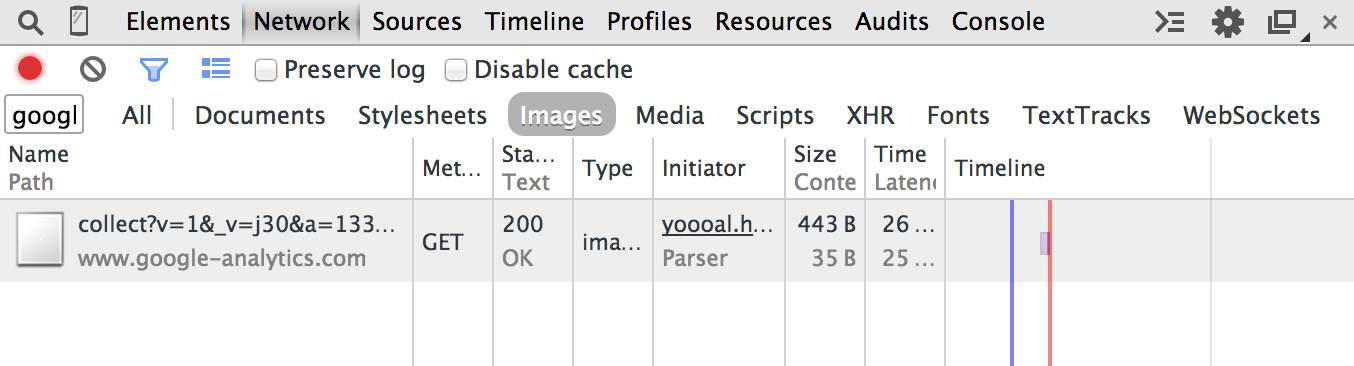 Elements Network Sources Timeline Profiles Resources Audits Console
Preserve log Disable cache
googl All Documents Stylesheets Images Media Scripts XHR Fonts TextTracks WebSockets
Name Met... Sta... Type Initiator Size Time Timeline
Path Text Conte Latenc
collect?v=1&_v=j30&a=133... GET 200 ima... yoooal.h... 443 B 26 ...
www.google-analytics.com OK Parser 35 B 25 ...